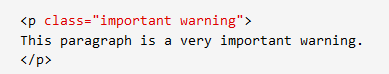 <p class="important warning">
This paragraph is a very important warning.
</p>